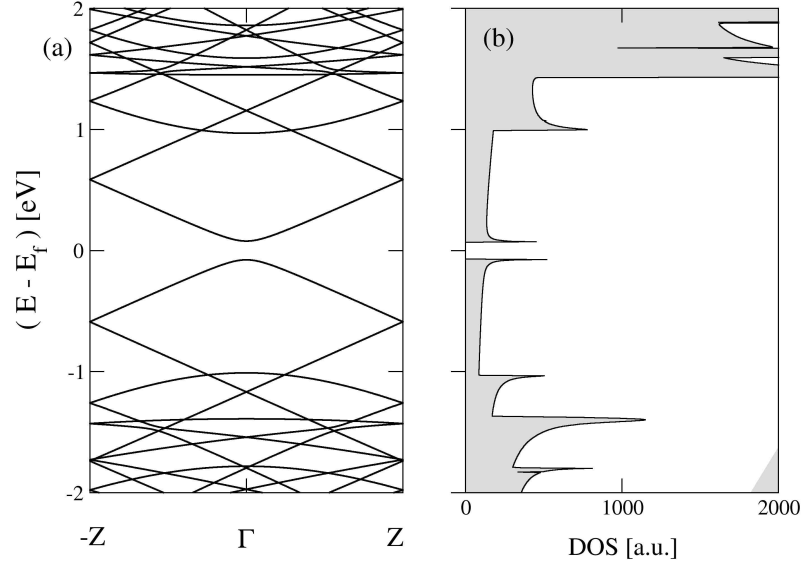 (a)
(b)
2
1
0
-1
-2
( E - E_f ) [eV]
-Z Γ Z
0 1000 2000
DOS [a.u.]